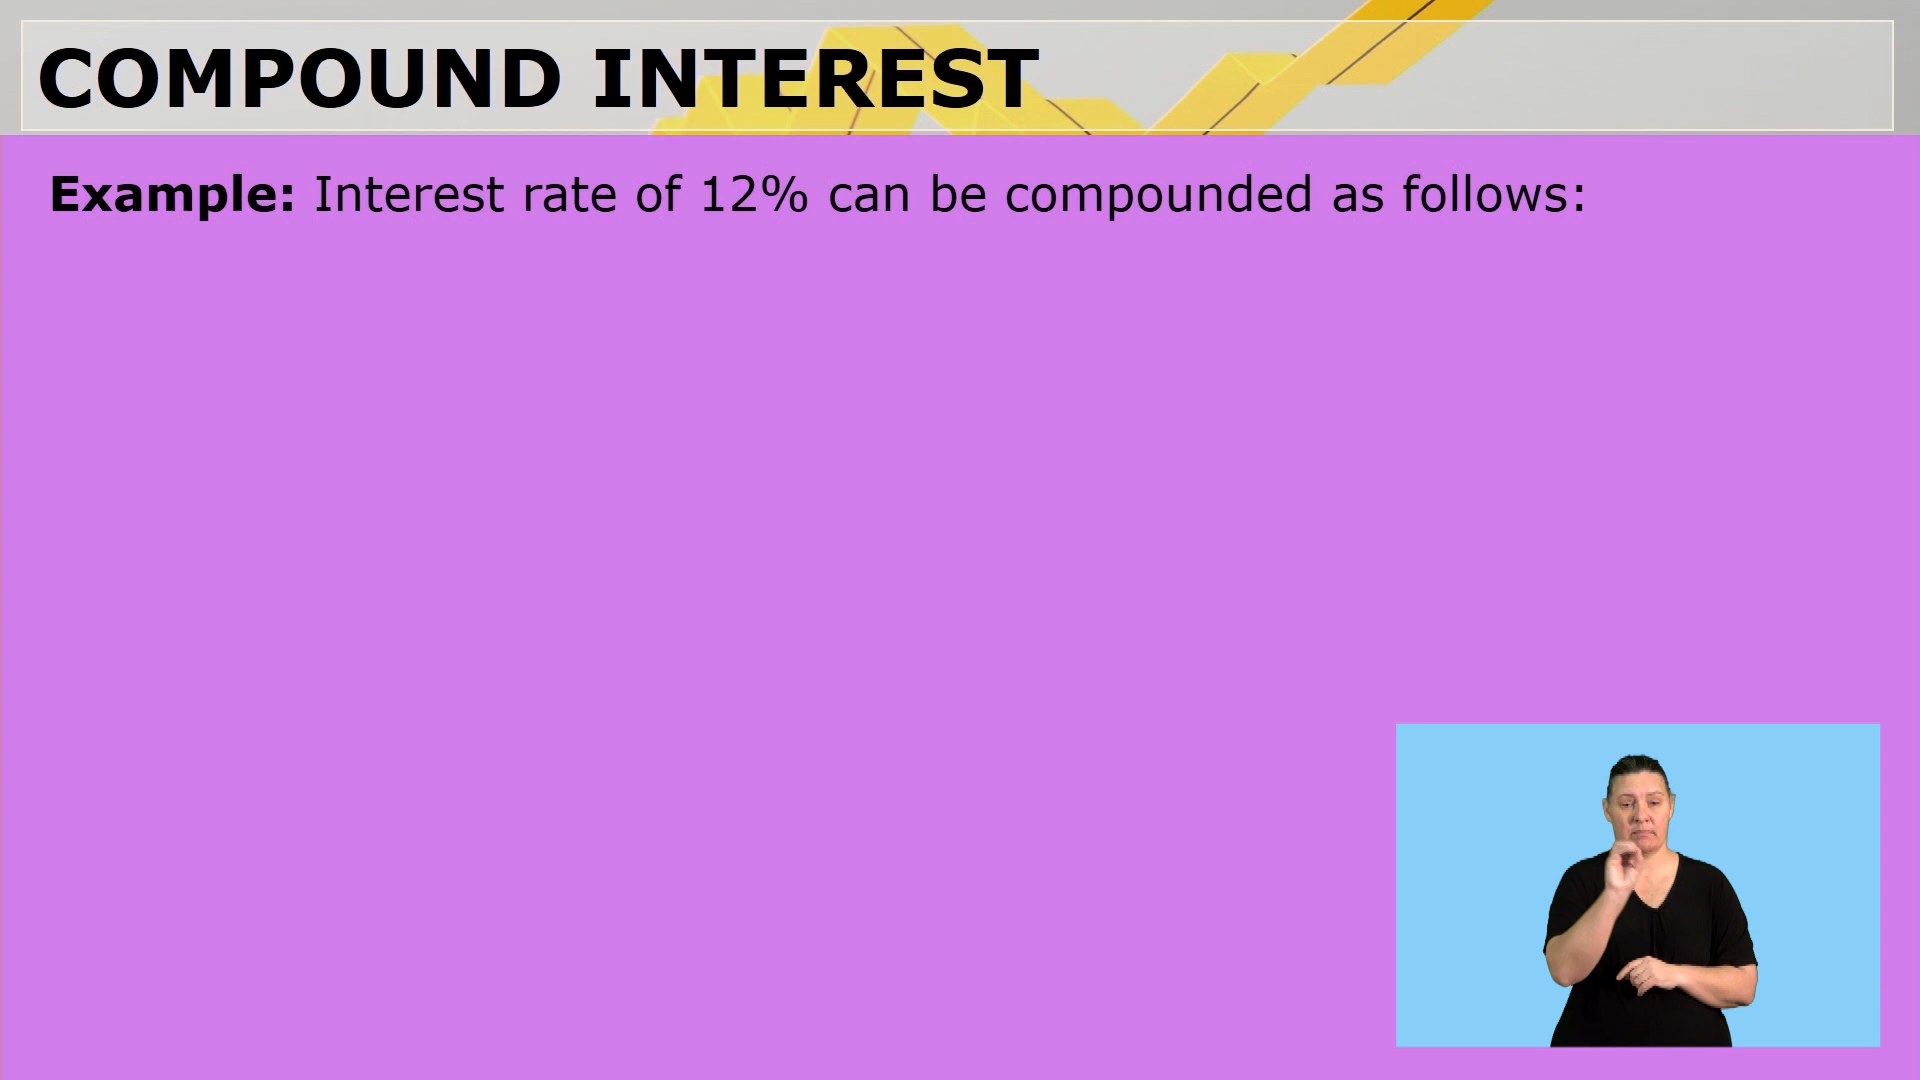 COMPOUND INTEREST
Example: Interest rate of 12% can be compounded as follows: